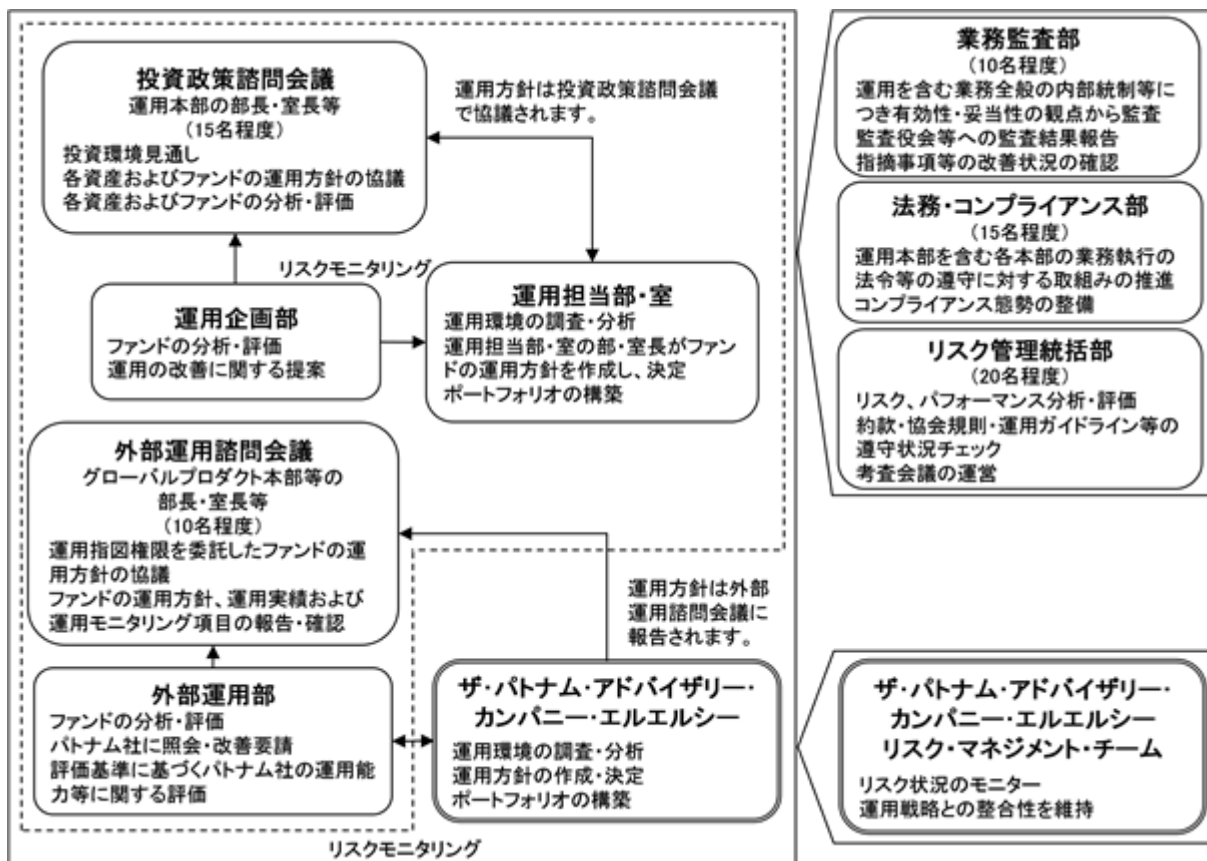 投資政策諮問会議
運用本部の部長・室長等
(15名程度)
投資環境見通し
各資産およびファンドの運用方針の協議
各資産およびファンドの分析・評価
運用方針は投資政策諮問会議
で協議されます。
リスクモニタリング
運用企画部
ファンドの分析・評価
運用の改善に関する提案
運用担当部・室
運用環境の調査・分析
運用担当部・室の部・室長がファン
ドの運用方針を作成し、決定
ポートフォリオの構築
外部運用諮問会議
グローバルプロダクト本部等の
部長・室長等
(10名程度)
運用指図権限を委託したファンドの運
用方針の協議
ファンドの運用方針、運用実績および
運用モニタリング項目の報告・確認
運用方針は外部
運用諮問会議に
報告されます。
外部運用部
ファンドの分析・評価
パトナム社に照会・改善要請
評価基準に基づくパトナム社の運用能
力等に関する評価
ザ・パトナム・アドバイザリー・
カンパニー・エルエルシー
運用環境の調査・分析
運用方針の作成・決定
ポートフォリオの構築
リスクモニタリング
業務監査部
(10名程度)
運用を含む業務全般の内部統制等に
つき有効性・妥当性の観点から監査
監査役会等への監査結果報告
指摘事項等の改善状況の確認
法務・コンプライアンス部
(15名程度)
運用本部を含む各本部の業務執行の
法令等の遵守に対する取組みの推進
コンプライアンス態勢の整備
リスク管理統括部
(20名程度)
リスク、パフォーマンス分析・評価
約款・協会規則・運用ガイドライン等の
遵守状況チェック
考査会議の運営
ザ・パトナム・アドバイザリー・
カンパニー・エルエルシー
リスク・マネジメント・チーム
リスク状況のモニター
運用戦略との整合性を維持